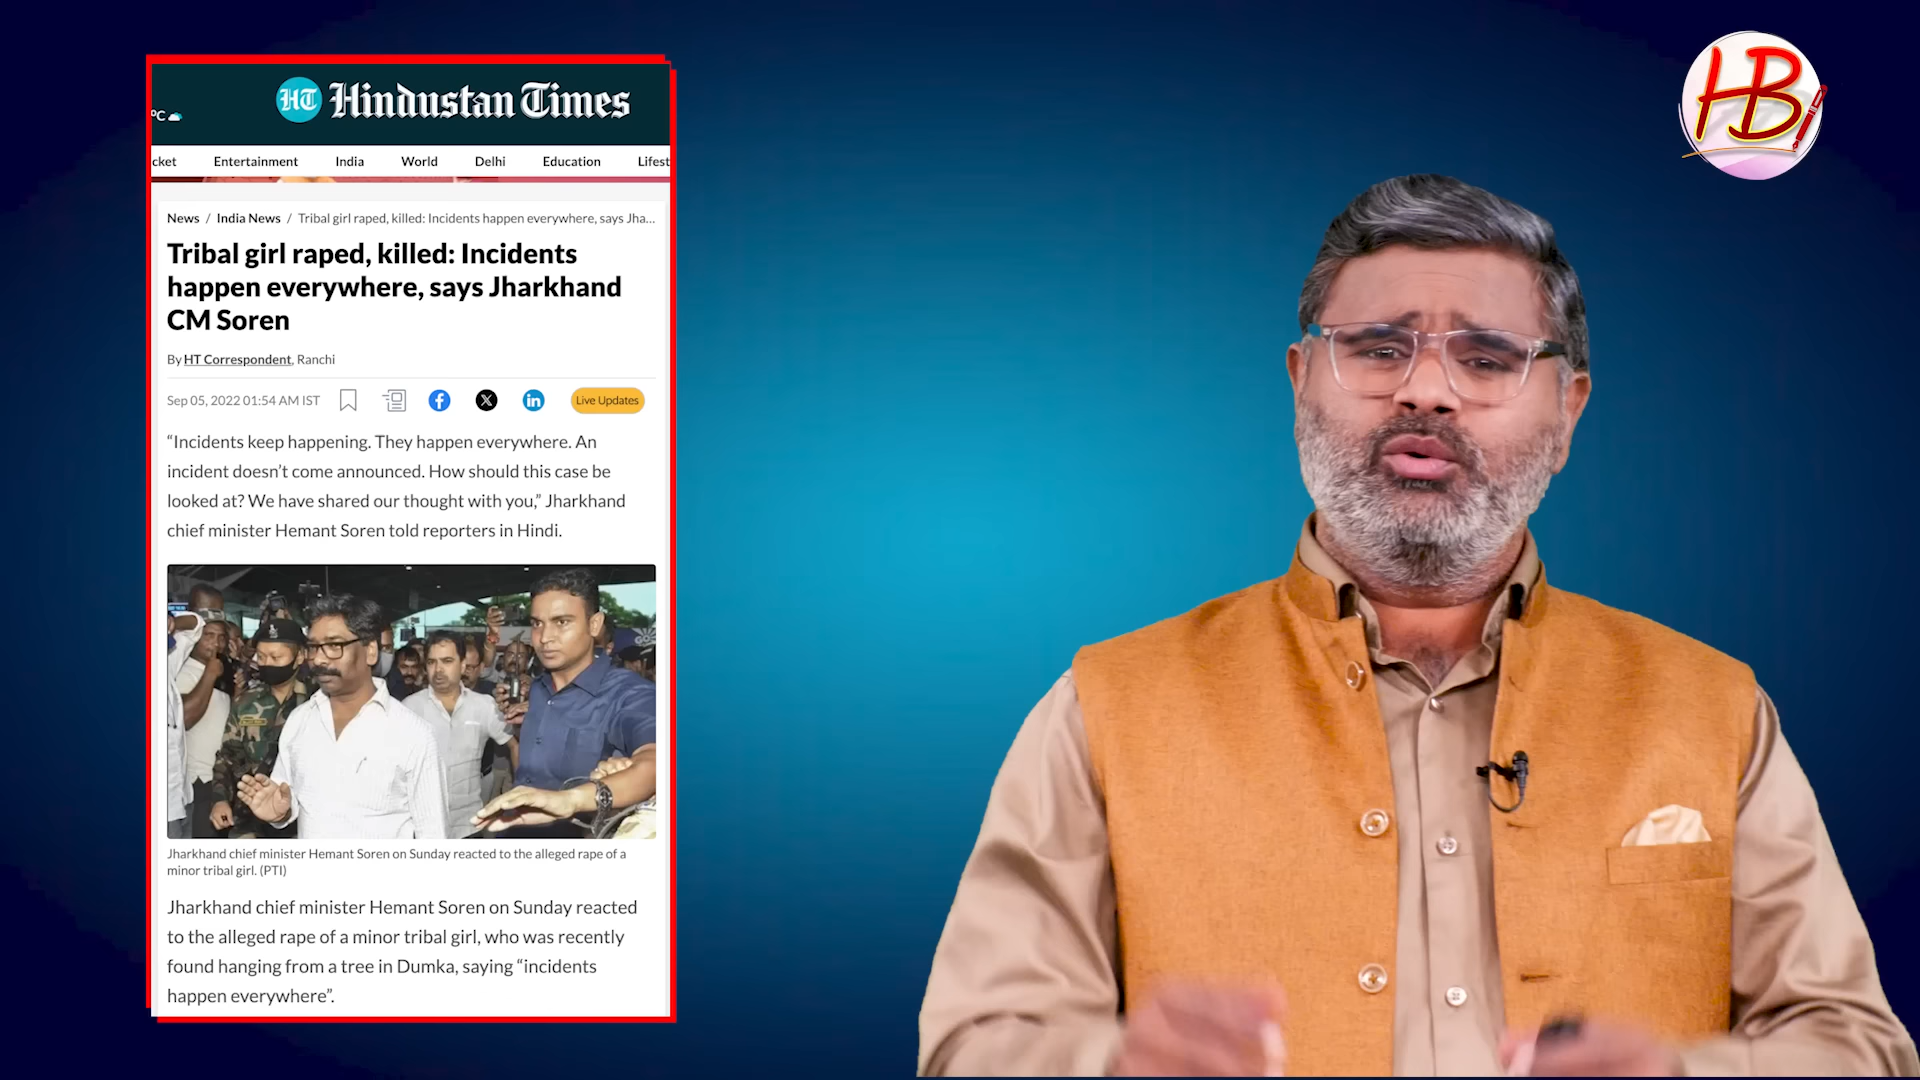 HT Hindustan Times
°C
cket Entertainment India World Delhi Education Lifest
News / India News / Tribal girl raped, killed: Incidents happen everywhere, says Jha...
Tribal girl raped, killed: Incidents
happen everywhere, says Jharkhand
CM Soren
By HT Correspondent, Ranchi
Sep 05, 2022 01:54 AM IST
Live Updates
“Incidents keep happening. They happen everywhere. An
incident doesn’t come announced. How should this case be
looked at? We have shared our thought with you,” Jharkhand
chief minister Hemant Soren told reporters in Hindi.
Jharkhand chief minister Hemant Soren on Sunday reacted to the alleged rape of a
minor tribal girl. (PTI)
Jharkhand chief minister Hemant Soren on Sunday reacted
to the alleged rape of a minor tribal girl, who was recently
found hanging from a tree in Dumka, saying “incidents
happen everywhere”.
HB